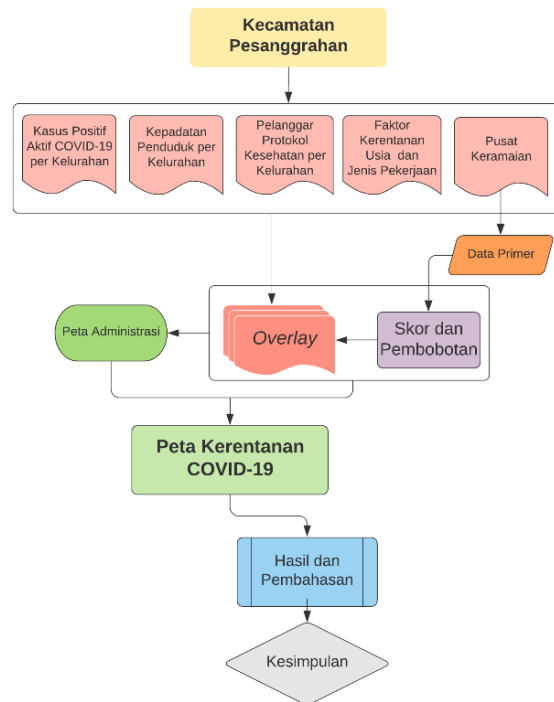 Kecamatan
Pesanggrahan
Kasus Positif
Aktif COVID-19
per Kelurahan
Kepadatan
Penduduk per
Kelurahan
Pelanggar
Protokol
Kesehatan per
Kelurahan
Faktor
Kerentanan
Usia dan
Jenis Pekerjaan
Pusat
Keramaian
Data Primer
Peta Administrasi
Overlay
Skor dan
Pembobotan
Peta Kerentanan
COVID-19
Hasil dan
Pembahasan
Kesimpulan